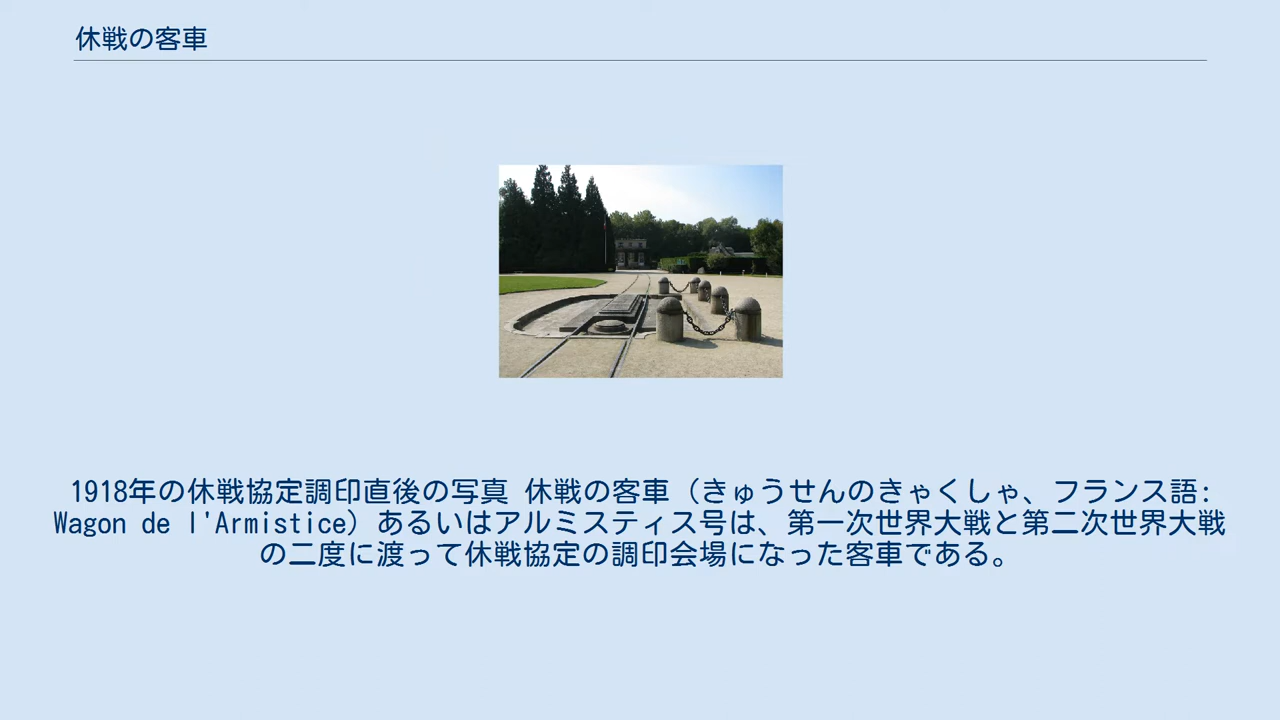 休戦の客車
1918年の休戦協定調印直後の写真 休戦の客車（きゅうせんのきゃくしゃ、フランス語:
Wagon de l'Armistice）あるいはアルミスティス号は、第一次世界大戦と第二次世界大戦
の二度に渡って休戦協定の調印会場になった客車である。